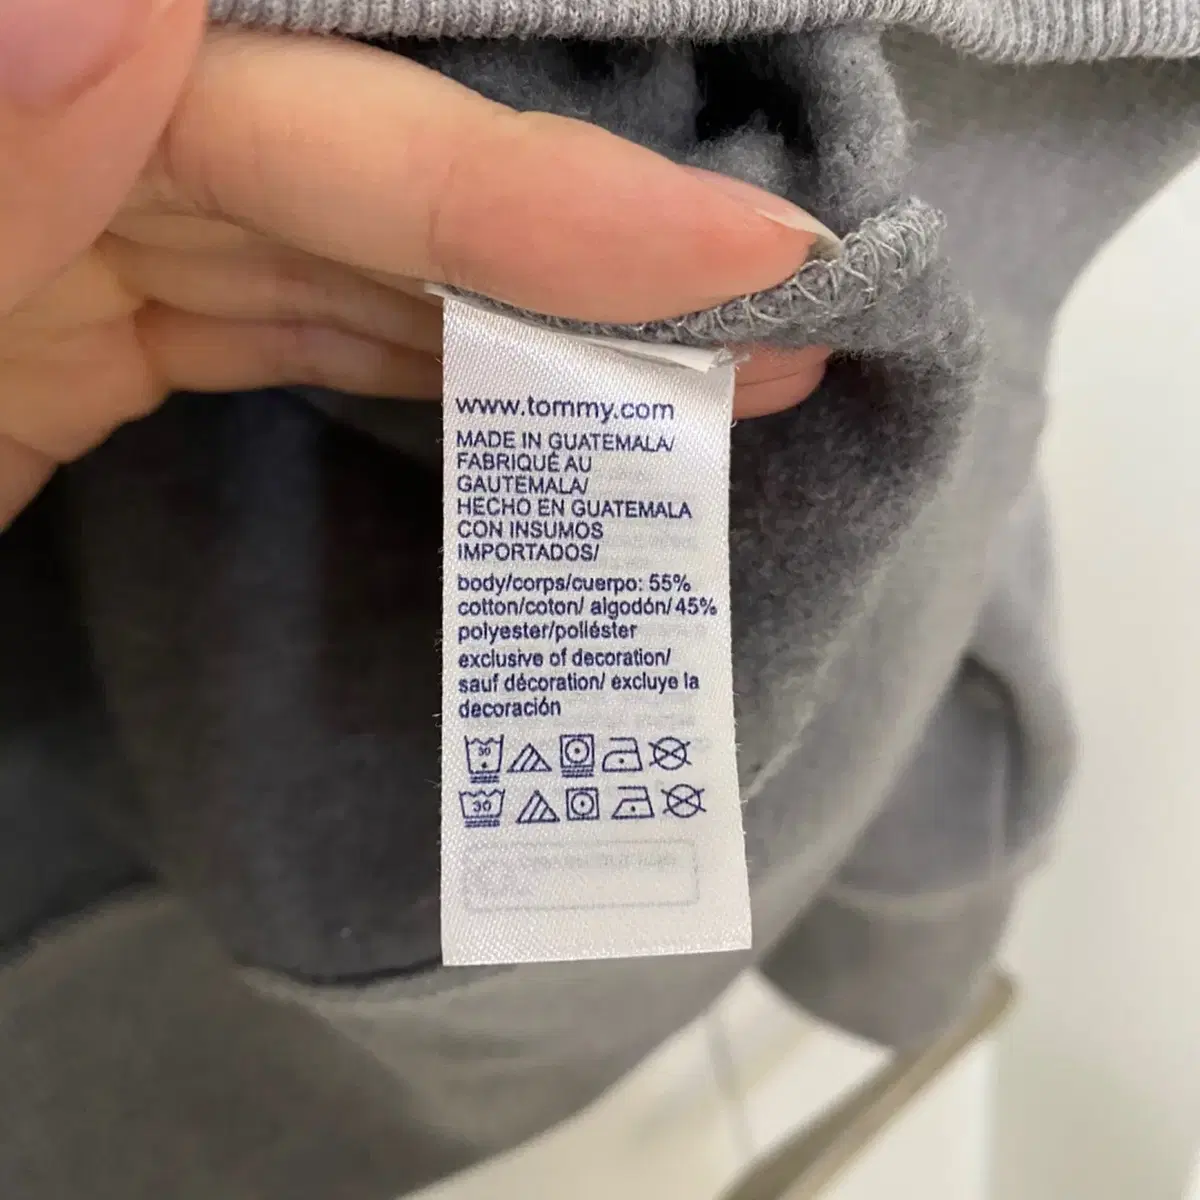 www.tommy.com
MADE IN GUATEMALA/
FABRIQUÉ AU
GAUTEMALA/
HECHO EN GUATEMALA
CON INSUMOS
IMPORTADOS/
body/corps/cuerpo: 55%
cotton/coton/ algodón/ 45%
polyester/poliéster
exclusive of decoration/
sauf décoration/ excluye la
decoración
30
30